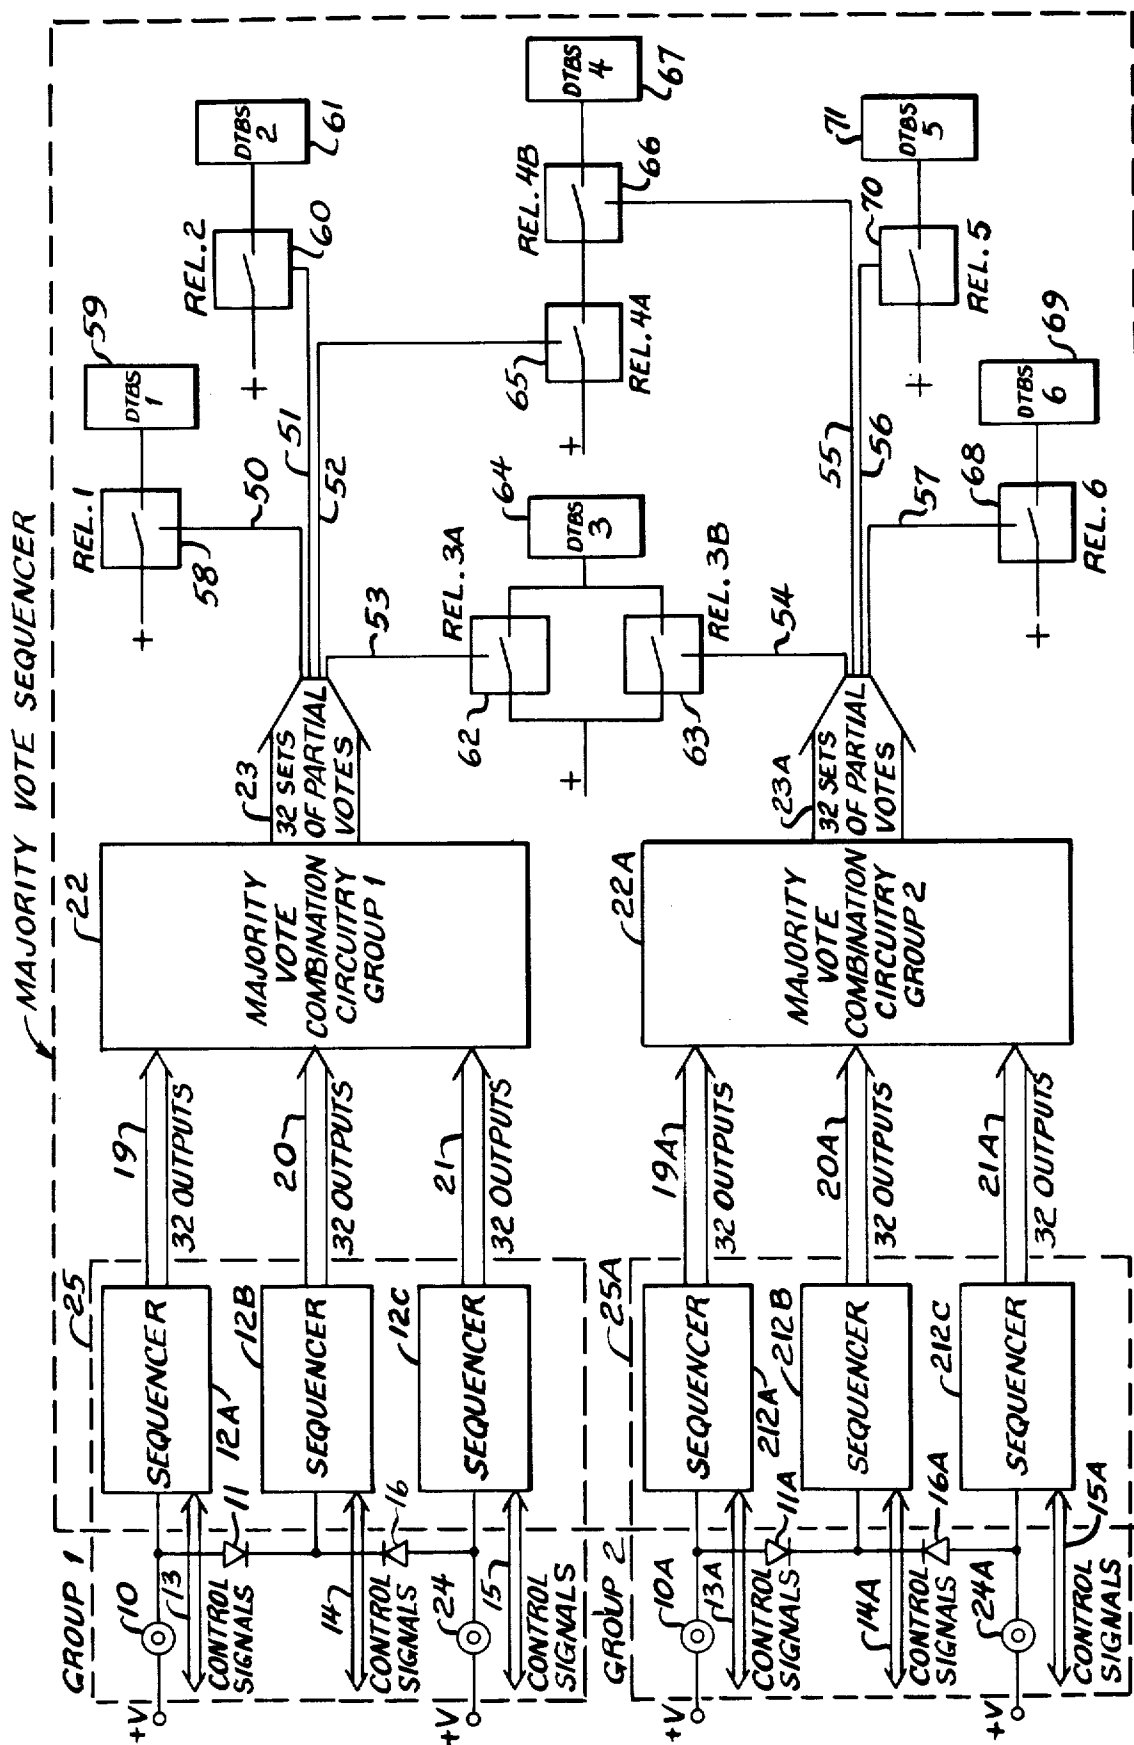 MAJORITY VOTE SEQUENCER
GROUP 1
25
+V
10
13
CONTROL
SIGNALS
11
SEQUENCER
12A
19
32 OUTPUTS
14
CONTROL
SIGNALS
16
SEQUENCER
12B
20
32 OUTPUTS
+V
24
15
CONTROL
SIGNALS
SEQUENCER
12C
21
32 OUTPUTS
22
MAJORITY
VOTE
COMBINATION
CIRCUITRY
GROUP 1
23
32 SETS
OF PARTIAL
VOTES
REL. 1
+
58
50
DTBS
1
59
REL. 2
+
60
51
DTBS
2
61
52
65
+
REL. 4A
REL. 4B
66
DTBS
4
67
53
REL. 3A
62
+
64
DTBS
3
63
REL. 3B
54
GROUP 2
25A
+V
10A
13A
CONTROL
SIGNALS
11A
SEQUENCER
212A
19A
32 OUTPUTS
14A
CONTROL
SIGNALS
16A
SEQUENCER
212B
20A
32 OUTPUTS
+V
24A
CONTROL
SIGNALS
15A
SEQUENCER
212C
21A
32 OUTPUTS
22A
MAJORITY
VOTE
COMBINATION
CIRCUITRY
GROUP 2
23A
32 SETS
OF PARTIAL
VOTES
55
56
57
+
70
REL. 5
71
DTBS
5
+
68
REL. 6
DTBS
6
69